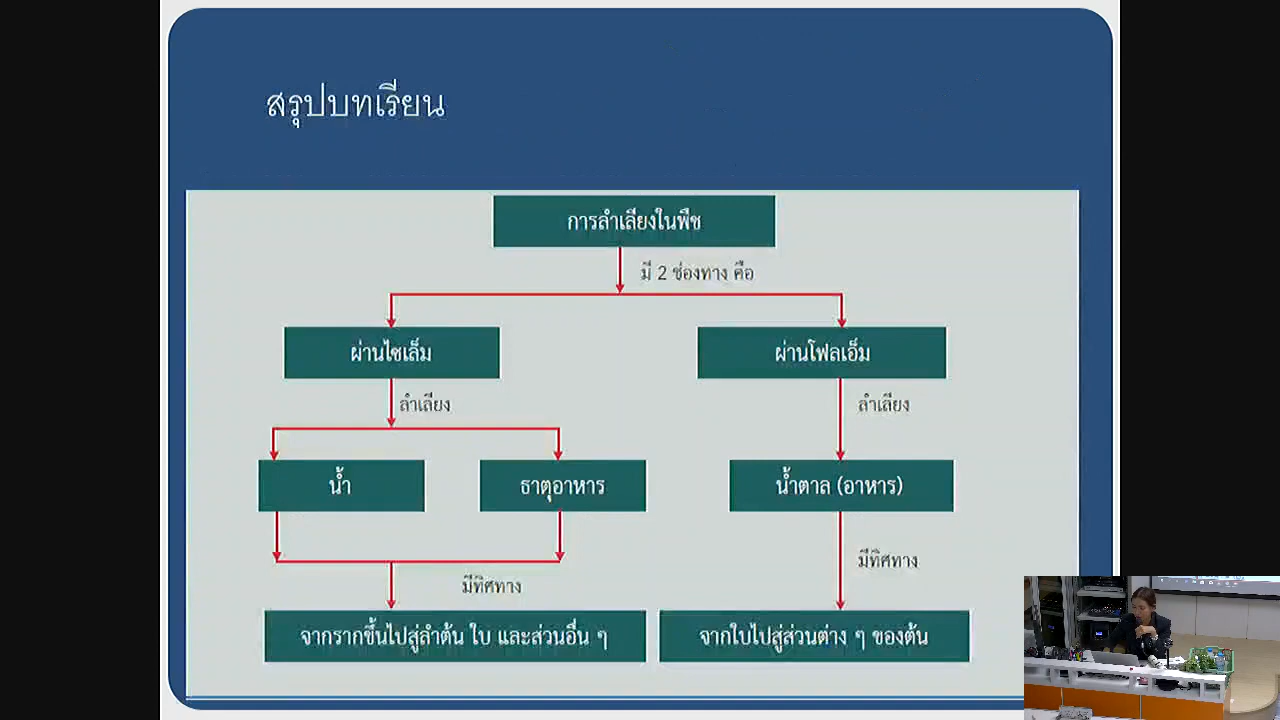 สรุปบทเรียน
การลำเลียงในพืช
มี 2 ช่องทาง คือ
ผ่านไซเล็ม
ผ่านโฟลเอ็ม
ลำเลียง
ลำเลียง
น้ำ
ธาตุอาหาร
น้ำตาล (อาหาร)
มีทิศทาง
มีทิศทาง
จากรากขึ้นไปสู่ลำต้น ใบ และส่วนอื่น ๆ
จากใบไปสู่ส่วนต่าง ๆ ของต้น